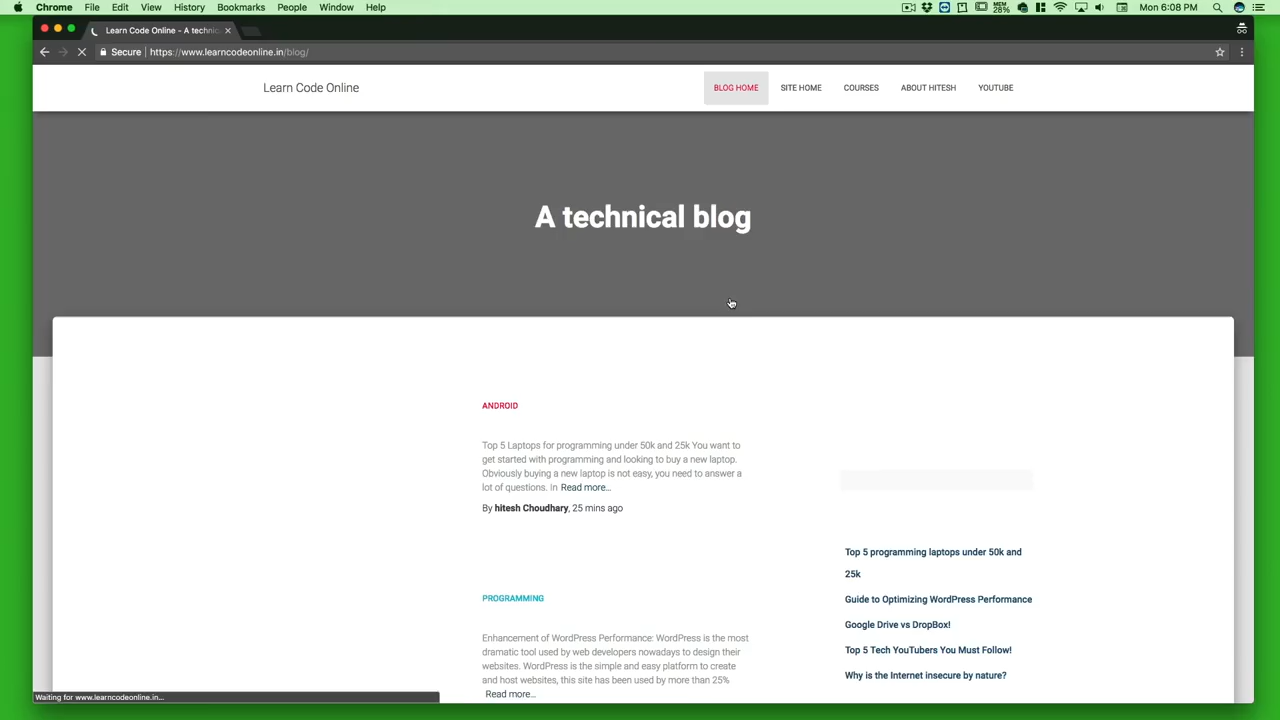 Chrome File Edit View History Bookmarks People Window Help
MEM 28% Mon 6:08 PM
Learn Code Online - A technic
Secure https://www.learncodeonline.in/blog/
Learn Code Online BLOG HOME SITE HOME COURSES ABOUT HITESH YOUTUBE
A technical blog
ANDROID
Top 5 Laptops for programming under 50k and 25k You want to
get started with programming and looking to buy a new laptop.
Obviously buying a new laptop is not easy, you need to answer a
lot of questions. In Read more...
By hitesh Choudhary, 25 mins ago
PROGRAMMING
Enhancement of WordPress Performance: WordPress is the most
dramatic tool used by web developers nowadays to design their
websites. WordPress is the simple and easy platform to create
and host websites, this site has been used by more than 25%
Read more...
Top 5 programming laptops under 50k and
25k
Guide to Optimizing WordPress Performance
Google Drive vs DropBox!
Top 5 Tech YouTubers You Must Follow!
Why is the Internet insecure by nature?
Waiting for www.learncodeonline.in...